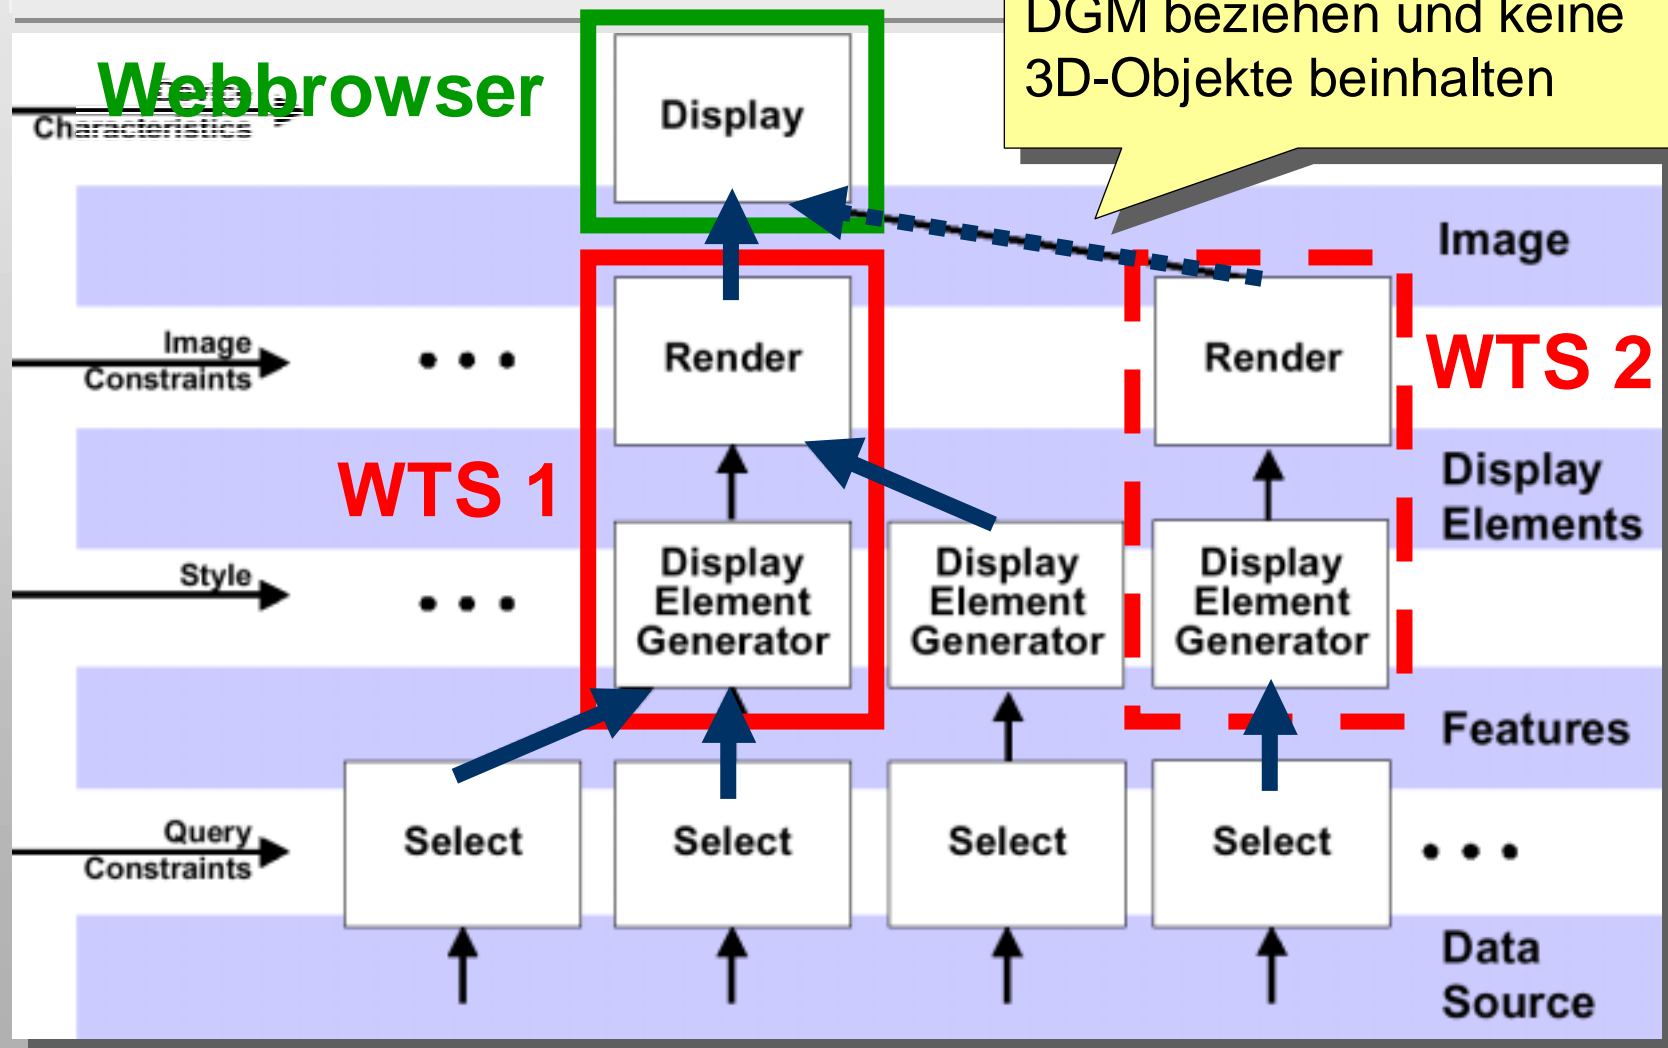 DGM beziehen und keine
3D-Objekte beinhalten
Webbrowser
Characteristics
Display
Image
Image
Constraints
Render
Render
WTS 2
WTS 1
Display
Elements
Style
Display
Element
Generator
Display
Element
Generator
Display
Element
Generator
Features
Query
Constraints
Select
Select
Select
Select
Data
Source